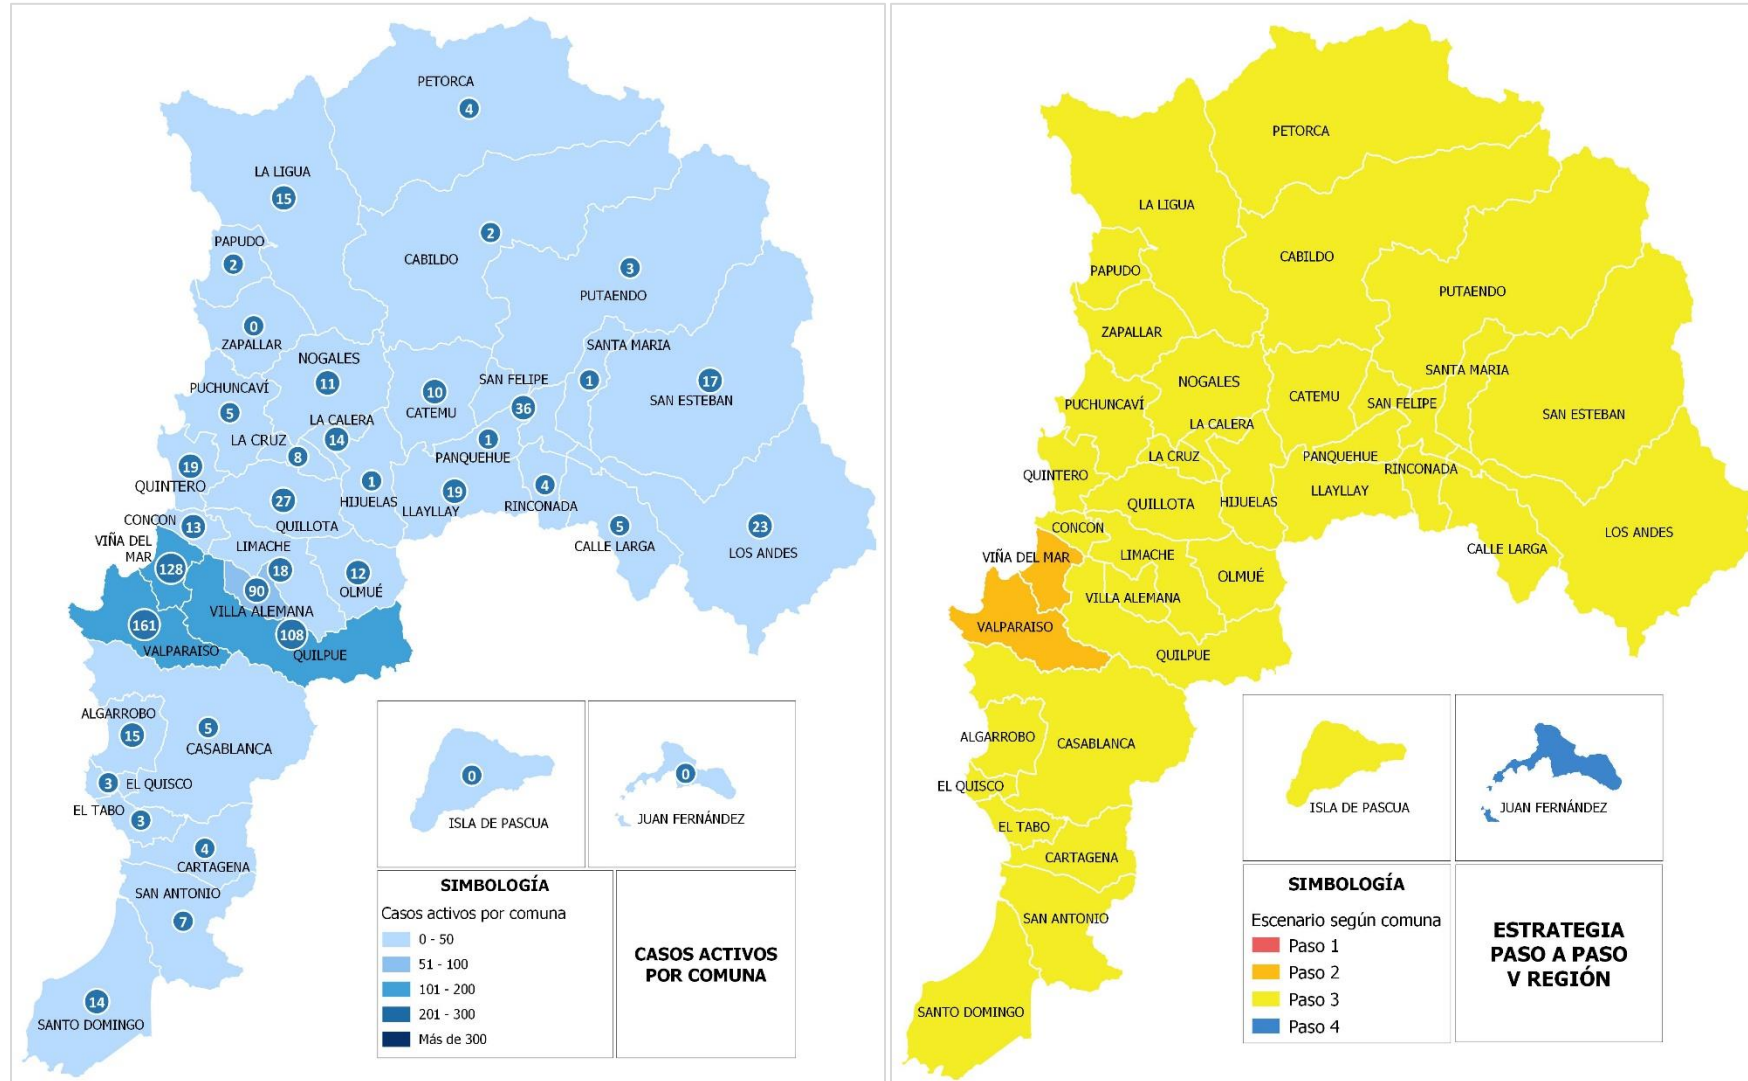 PETORCA
4
LA LIGUA
15
PAPUDO
2
CABILDO
2
3
PUTAENDO
0
ZAPALLAR
NOGALES
11
SANTA MARIA
1
17
SAN ESTEBAN
PUCHUNCAVÍ
5
10
CATEMU
SAN FELIPE
36
LA CALERA
14
LA CRUZ
8
1
PANQUEHUE
19
QUINTERO
1
HIJUELAS
19
LLAYLLAY
4
RINCONADA
27
QUILLOTA
CONCON
13
5
CALLE LARGA
23
LOS ANDES
VIÑA DEL
MAR
128
LIMACHE
18
12
OLMUÉ
90
VILLA ALEMANA
161
VALPARAISO
108
QUILPUE
ALGARROBO
15
5
CASABLANCA
3
EL QUISCO
EL TABO
3
4
CARTAGENA
SAN ANTONIO
7
14
SANTO DOMINGO
0
ISLA DE PASCUA
0
JUAN FERNÁNDEZ
SIMBOLOGÍA
Casos activos por comuna
0 - 50
51 - 100
101 - 200
201 - 300
Más de 300
CASOS ACTIVOS
POR COMUNA
PETORCA
LA LIGUA
PAPUDO
CABILDO
PUTAENDO
ZAPALLAR
NOGALES
SANTA MARIA
PUCHUNCAVÍ
CATEMU
SAN FELIPE
SAN ESTEBAN
LA CALERA
LA CRUZ
PANQUEHUE
RINCONADA
QUINTERO
QUILLOTA
HIJUELAS
LLAYLLAY
CONCON
LOS ANDES
VIÑA DEL MAR
LIMACHE
OLMUÉ
CALLE LARGA
VILLA ALEMANA
VALPARAISO
QUILPUE
ALGARROBO
CASABLANCA
EL QUISCO
EL TABO
CARTAGENA
SAN ANTONIO
SANTO DOMINGO
ISLA DE PASCUA
JUAN FERNÁNDEZ
SIMBOLOGÍA
Escenario según comuna
Paso 1
Paso 2
Paso 3
Paso 4
ESTRATEGIA
PASO A PASO
V REGIÓN